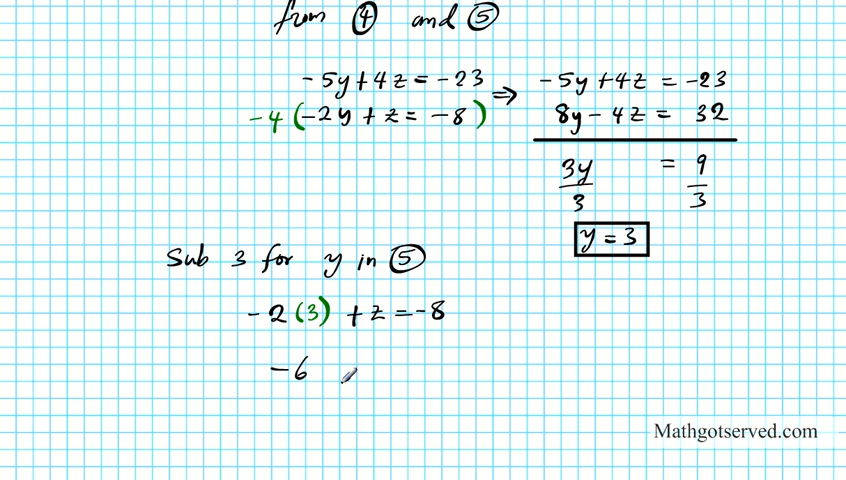 from ④ and ⑤
-5y+4z=-23 ⇒ -5y+4z=-23
-4(-2y+z=-8) 8y-4z=32
3y/3 = 9/3
y=3
Sub 3 for y in ⑤
-2(3)+z=-8
-6
Mathgotserved.com